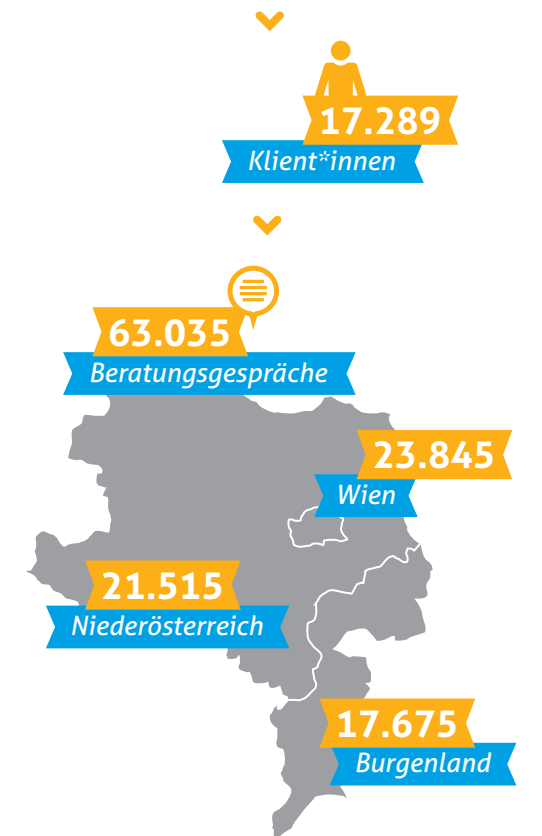 17.289
Klient*innen
63.035
Beratungsgespräche
23.845
Wien
21.515
Niederösterreich
17.675
Burgenland